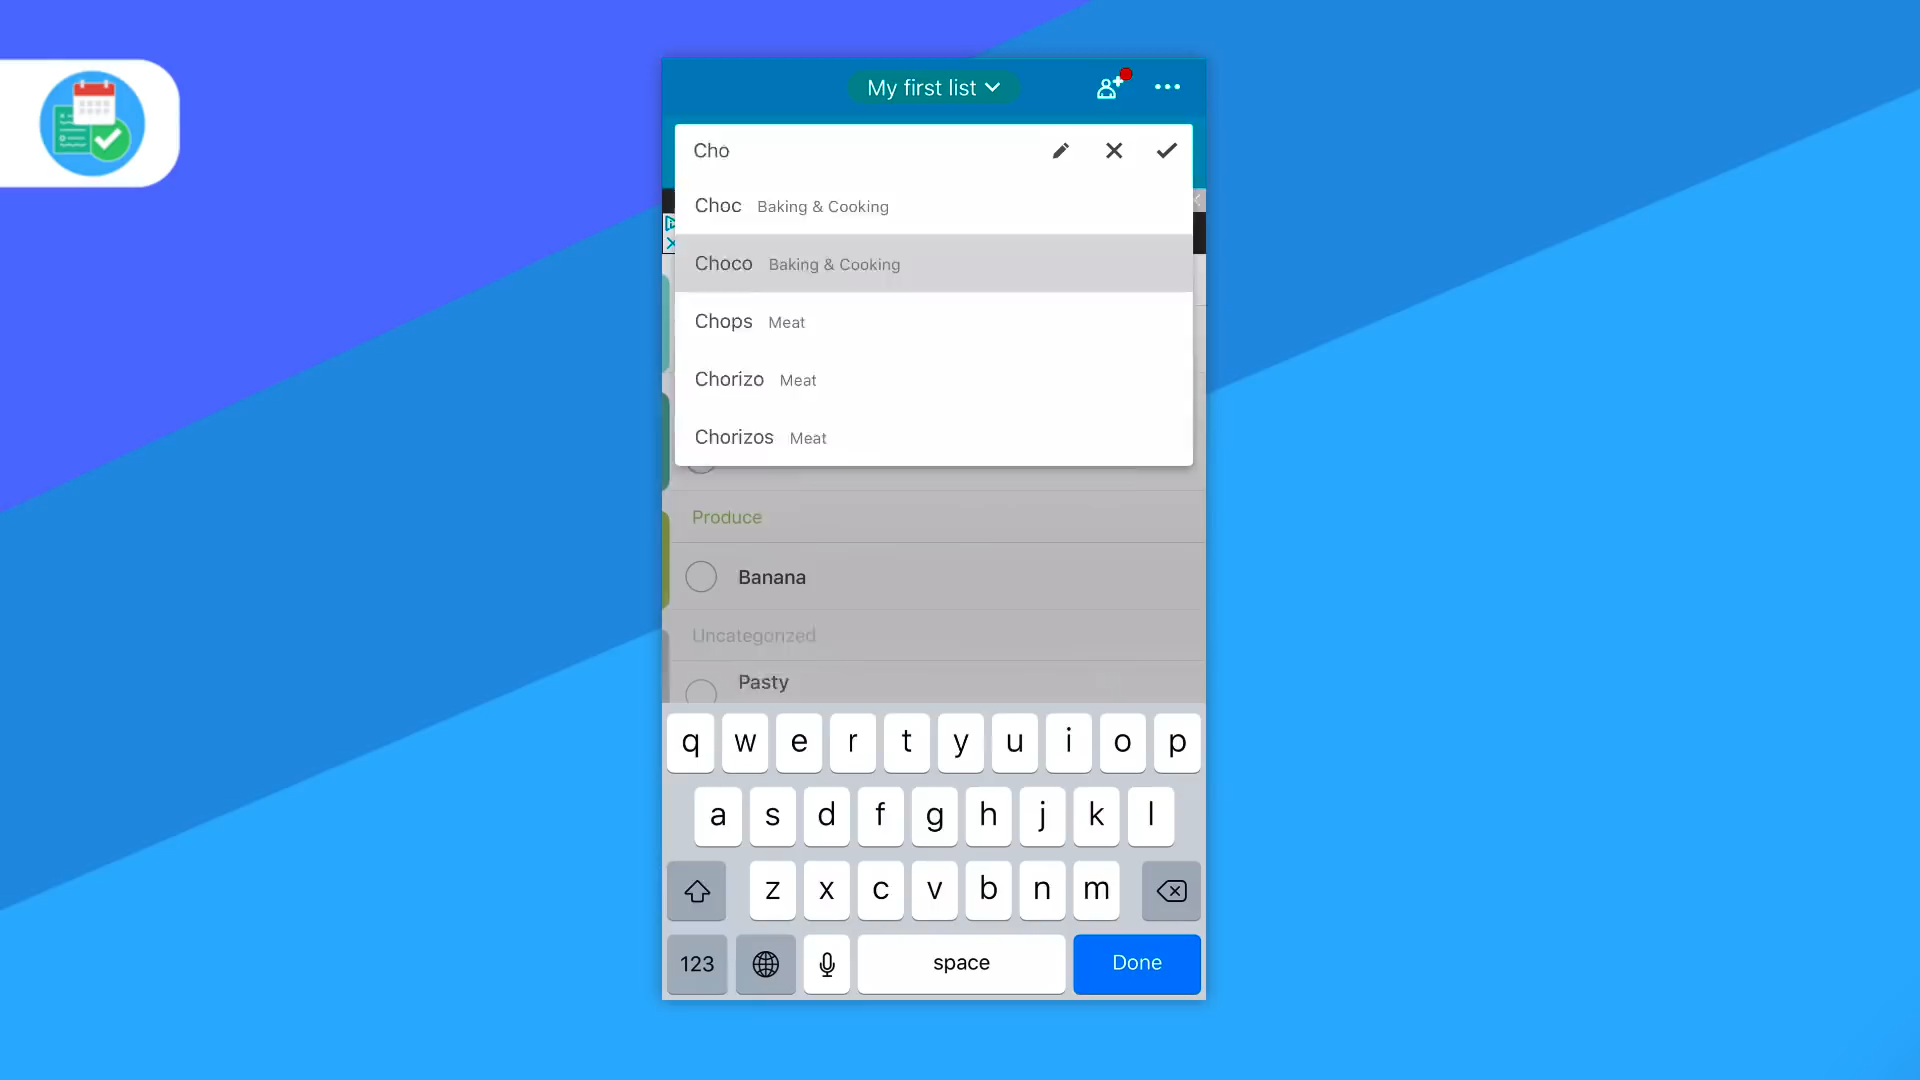 My first list
Cho
Choc Baking & Cooking
Choco Baking & Cooking
Chops Meat
Chorizo Meat
Chorizos Meat
Produce
Banana
Uncategorized
Pasty
q w e r t y u i o p
a s d f g h j k l
z x c v b n m
123 space Done